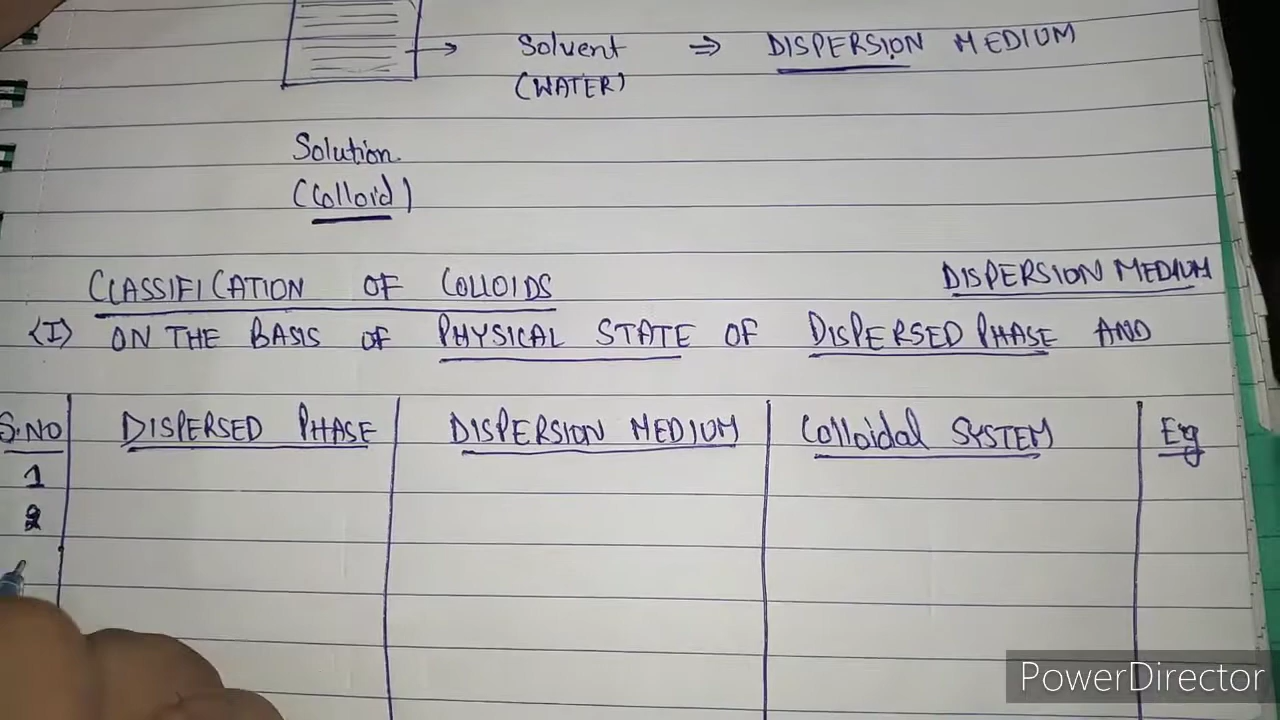 Solvent ⇒ DISPERSION MEDIUM
(WATER)
Solution
(Colloid)
CLASSIFICATION OF COLLOIDS
DISPERSION MEDIUM
(I) ON THE BASIS OF PHYSICAL STATE OF DISPERSED PHASE AND
S.NO DISPERSED PHASE DISPERSION MEDIUM Colloidal SYSTEM Eg
1
2
PowerDirector